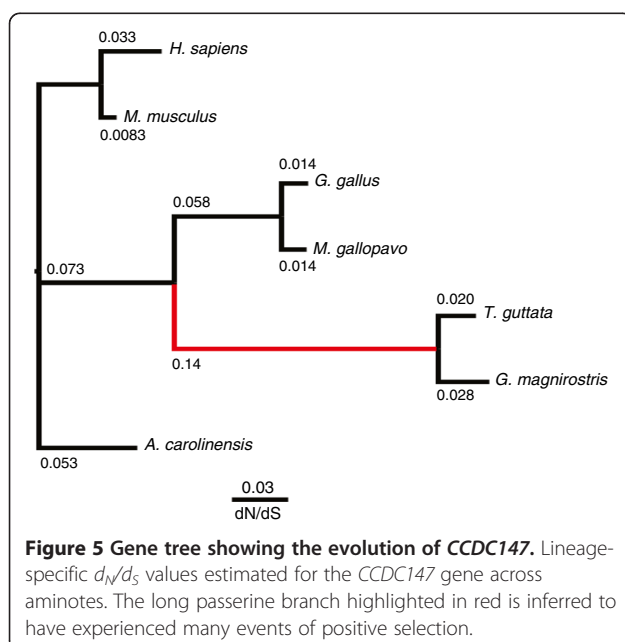 0.033
H. sapiens
M. musculus
0.0083
0.014
G. gallus
0.058
M. gallopavo
0.014
0.073
0.020
T. guttata
0.14
G. magnirostris
0.028
A. carolinensis
0.053
0.03
dN/dS
Figure 5 Gene tree showing the evolution of CCDC147. Lineage-
specific dN/dS values estimated for the CCDC147 gene across
aminotes. The long passerine branch highlighted in red is inferred to
have experienced many events of positive selection.